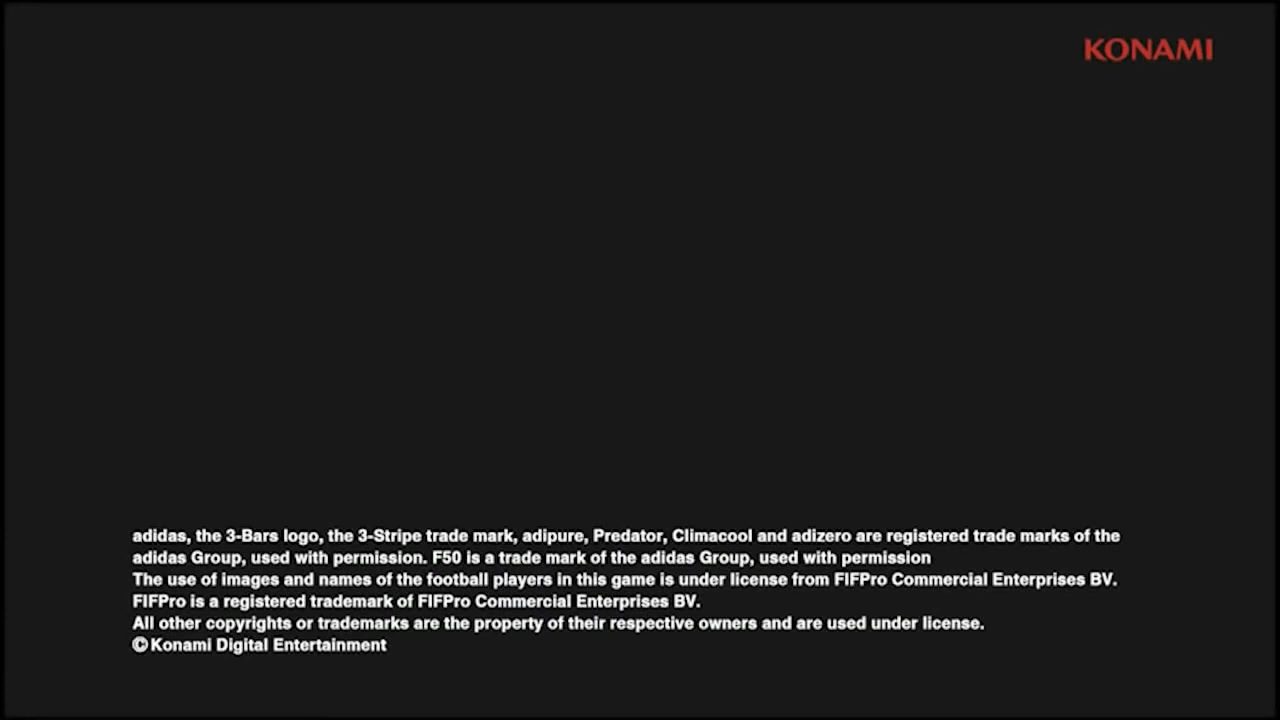 KONAMI
adidas, the 3-Bars logo, the 3-Stripe trade mark, adipure, Predator, Climacool and adizero are registered trade marks of the
adidas Group, used with permission. F50 is a trade mark of the adidas Group, used with permission
The use of images and names of the football players in this game is under license from FIFPro Commercial Enterprises BV.
FIFPro is a registered trademark of FIFPro Commercial Enterprises BV.
All other copyrights or trademarks are the property of their respective owners and are used under license.
©Konami Digital Entertainment